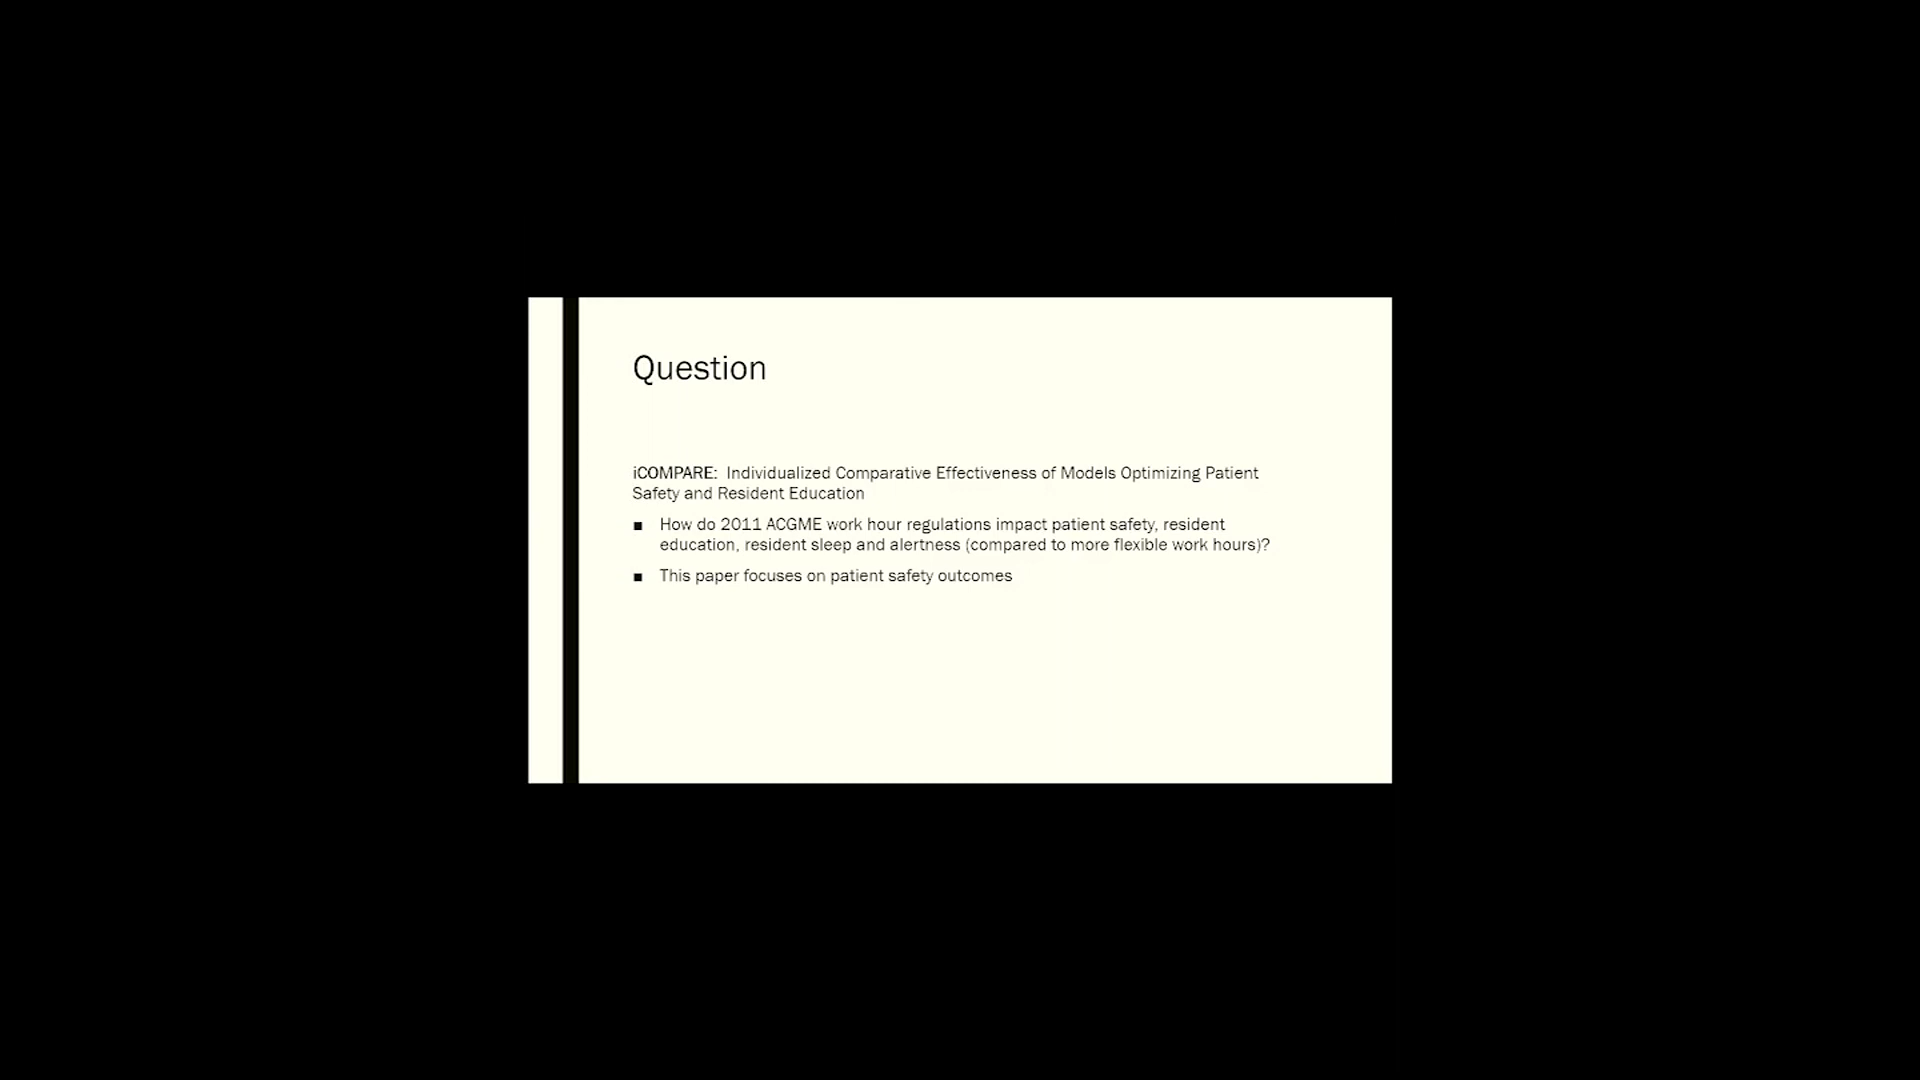 Question
iCOMPARE: Individualized Comparative Effectiveness of Models Optimizing Patient
Safety and Resident Education
■ How do 2011 ACGME work hour regulations impact patient safety, resident
education, resident sleep and alertness (compared to more flexible work hours)?
■ This paper focuses on patient safety outcomes